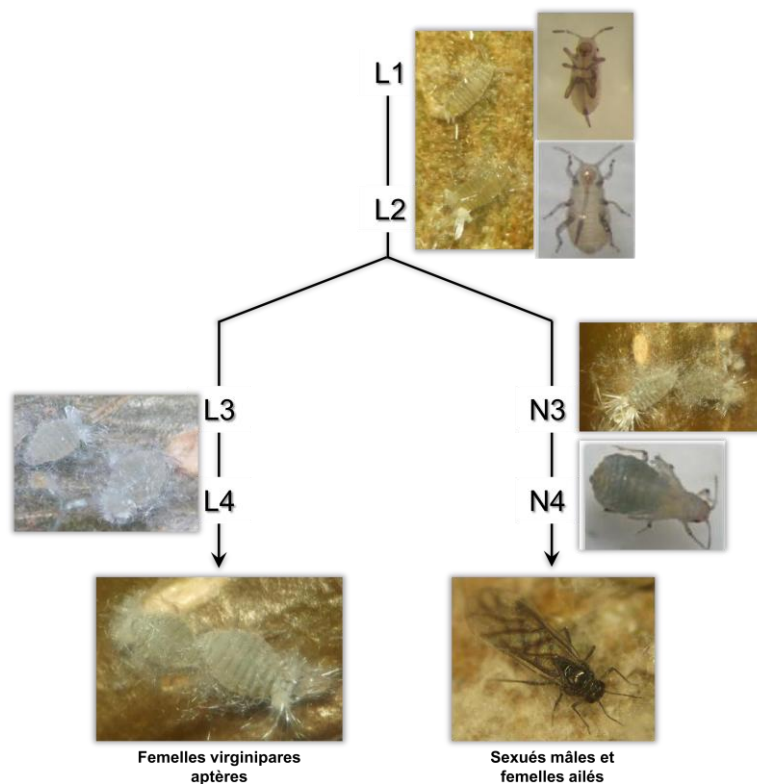 L1
L2
L3
N3
L4
N4
Femelles virginipares
aptères
Sexués mâles et
femelles ailés